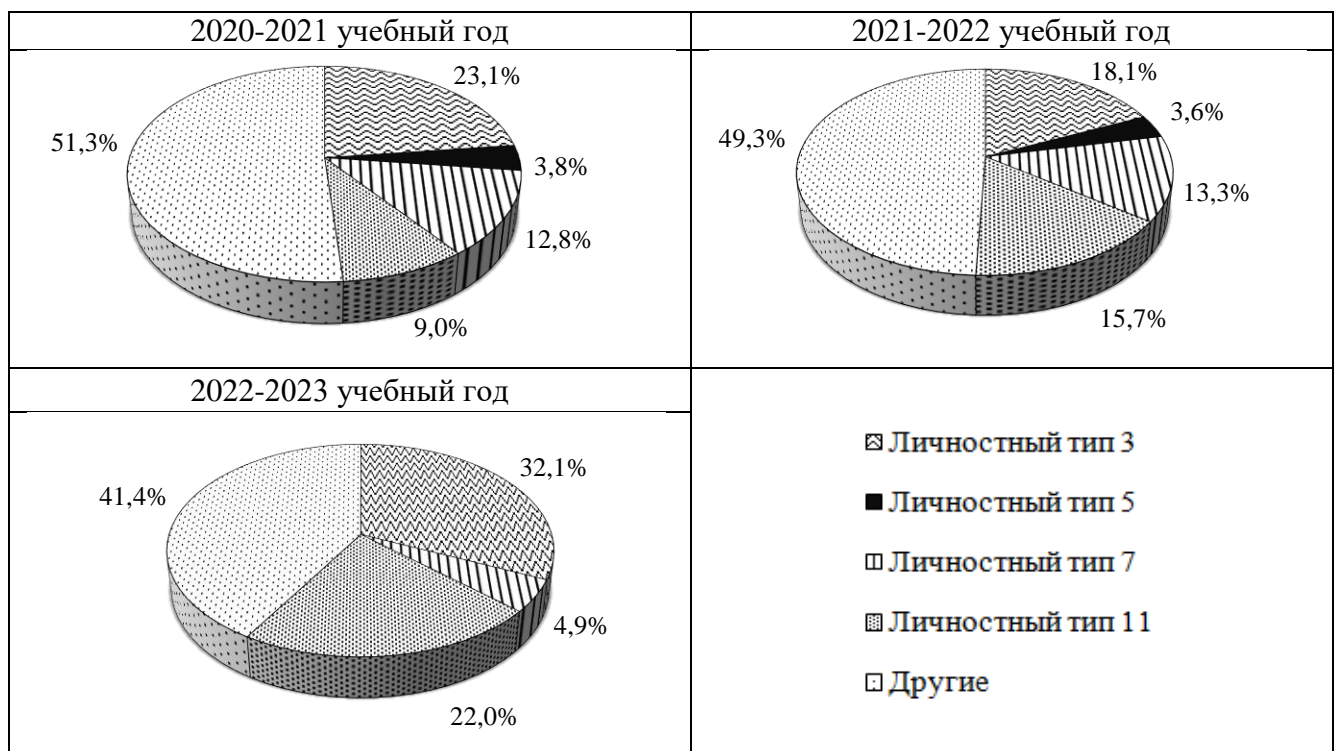 2020-2021 учебный год
23,1%
3,8%
12,8%
9,0%
51,3%
2021-2022 учебный год
18,1%
3,6%
13,3%
15,7%
49,3%
2022-2023 учебный год
32,1%
4,9%
22,0%
41,4%
Личностный тип 3
Личностный тип 5
Личностный тип 7
Личностный тип 11
Другие